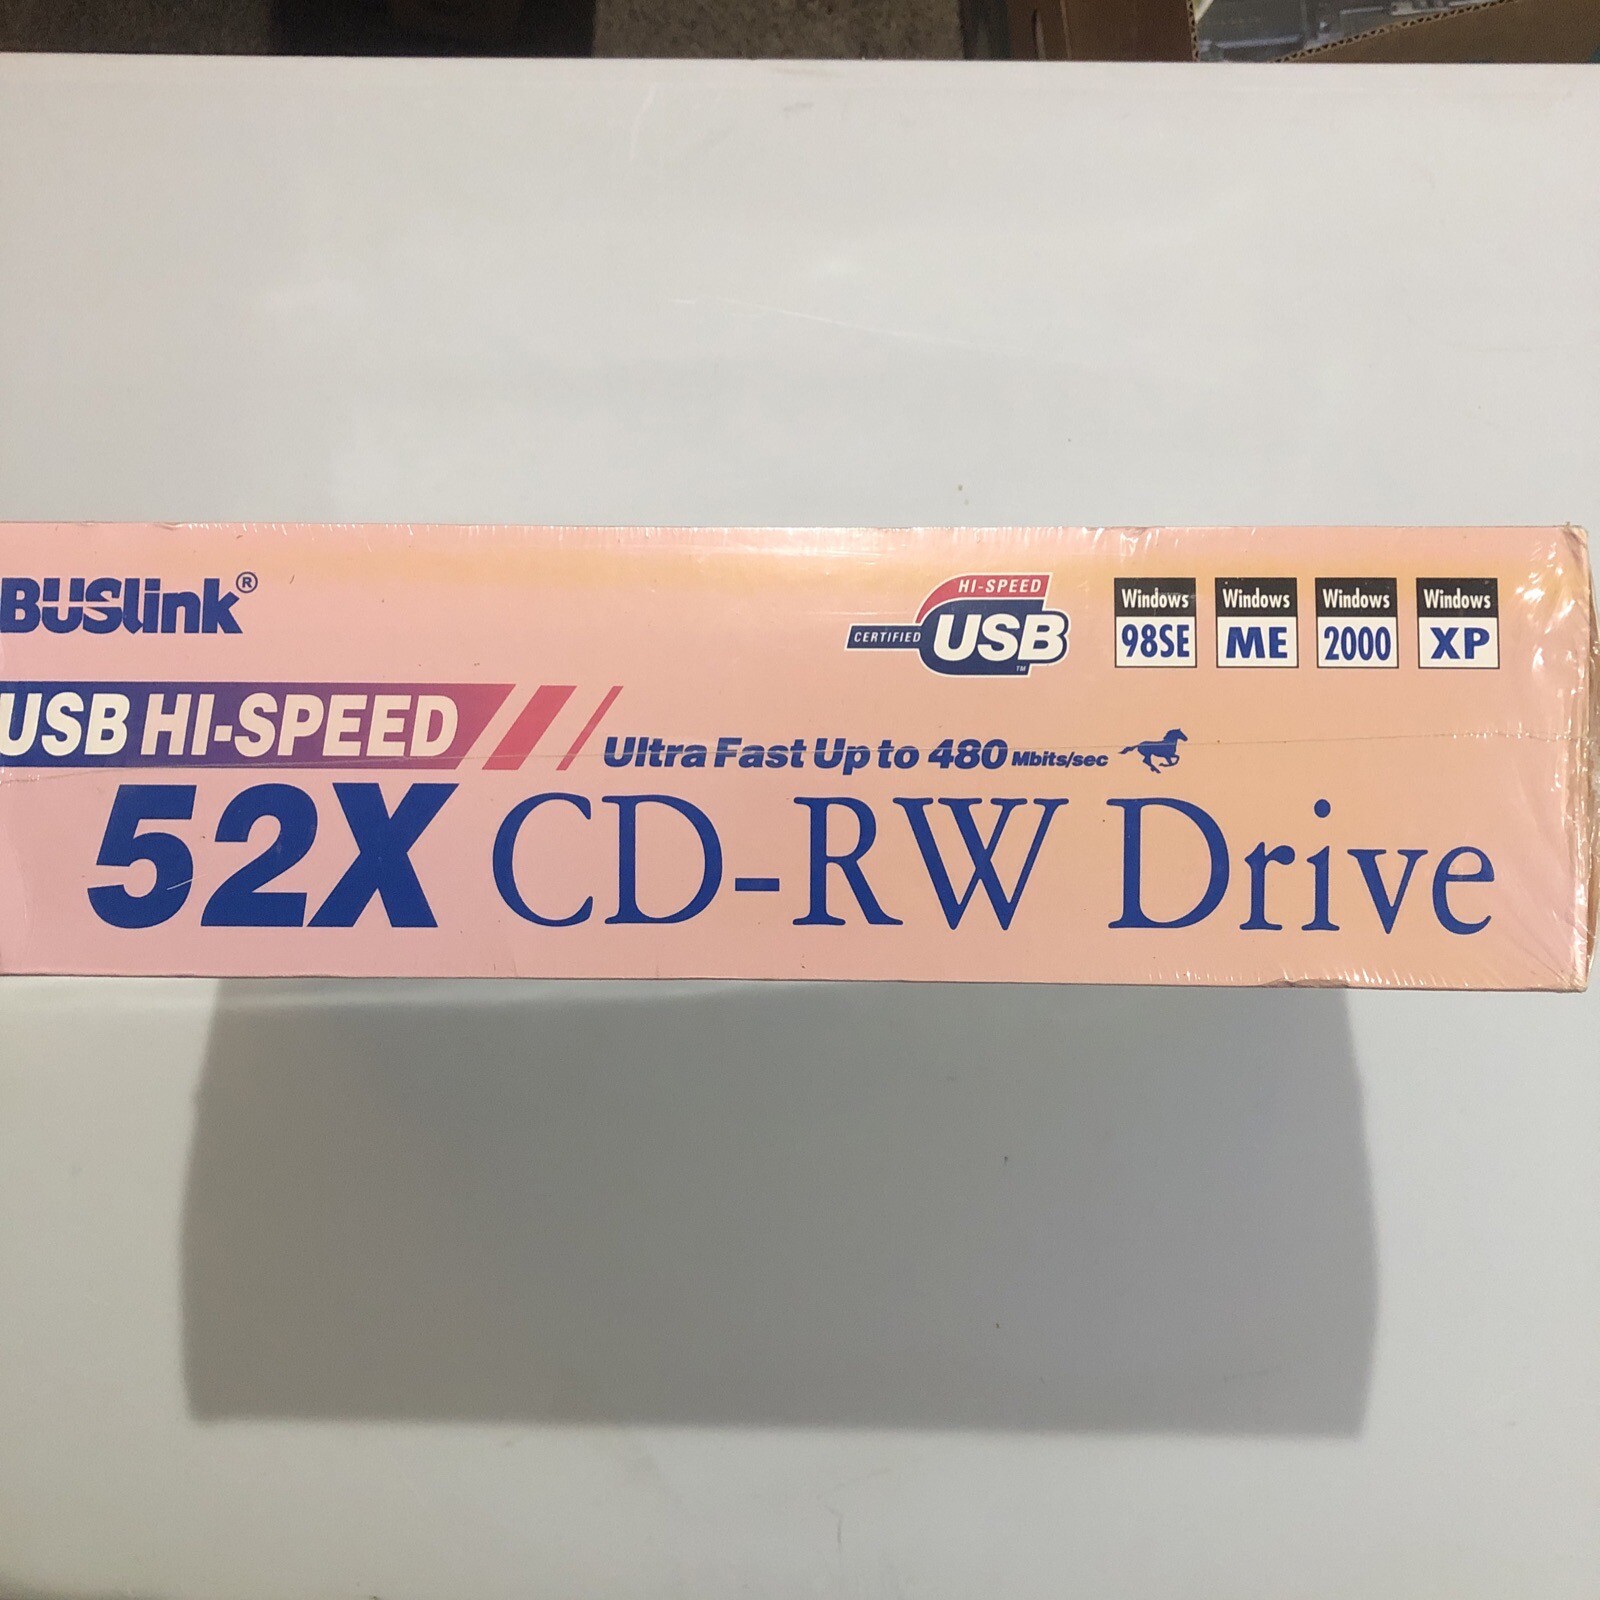 BUSlink®
HI-SPEED
CERTIFIED USB™
Windows 98SE
Windows ME
Windows 2000
Windows XP
USB HI-SPEED
Ultra Fast Up to 480 Mbits/sec
52X CD-RW Drive